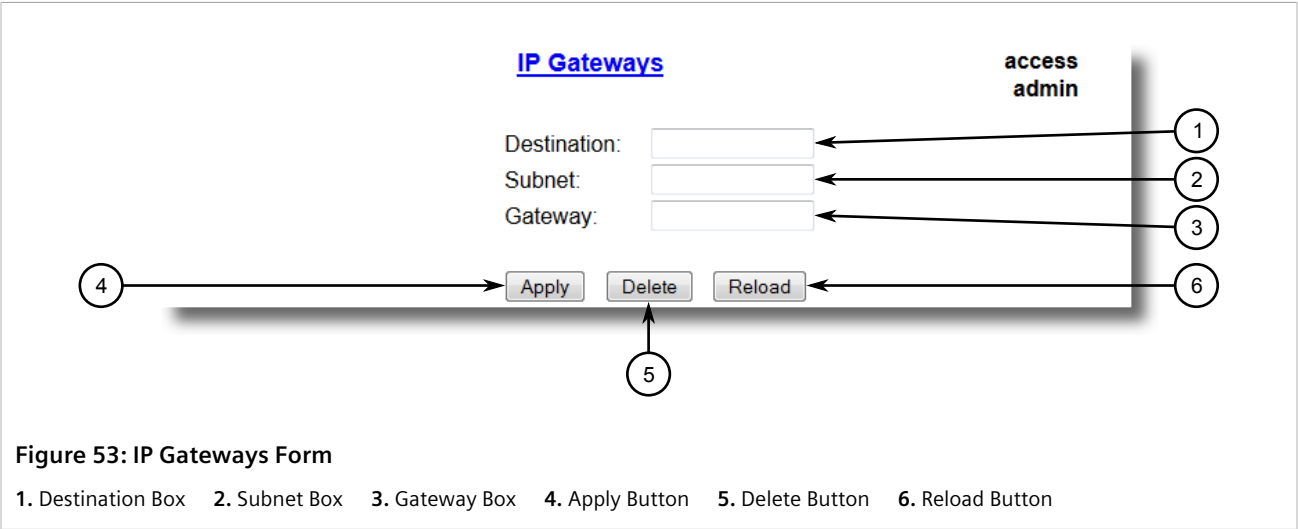 IP Gateways
access
admin
Destination:
1
Subnet:
2
Gateway:
3
4
Apply
Delete
Reload
6
5
Figure 53: IP Gateways Form
1. Destination Box 2. Subnet Box 3. Gateway Box 4. Apply Button 5. Delete Button 6. Reload Button